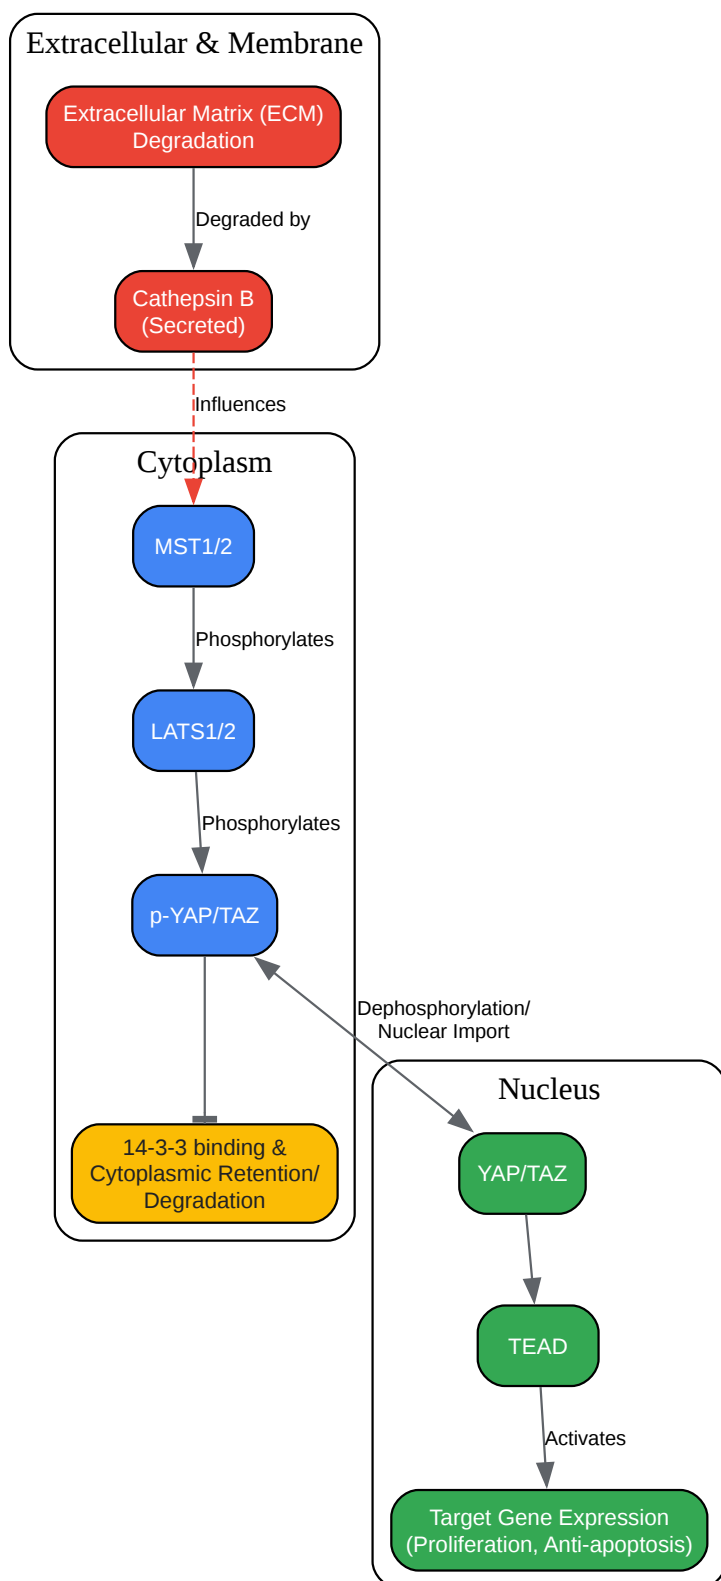 Extracellular & Membrane
Extracellular Matrix (ECM)
Degradation
Degraded by
Cathepsin B
(Secreted)
Influences
Cytoplasm
MST1/2
Phosphorylates
LATS1/2
Phosphorylates
p-YAP/TAZ
Dephosphorylation/
Nuclear Import
14-3-3 binding &
Cytoplasmic Retention/
Degradation
Nucleus
YAP/TAZ
TEAD
Activates
Target Gene Expression
(Proliferation, Anti-apoptosis)